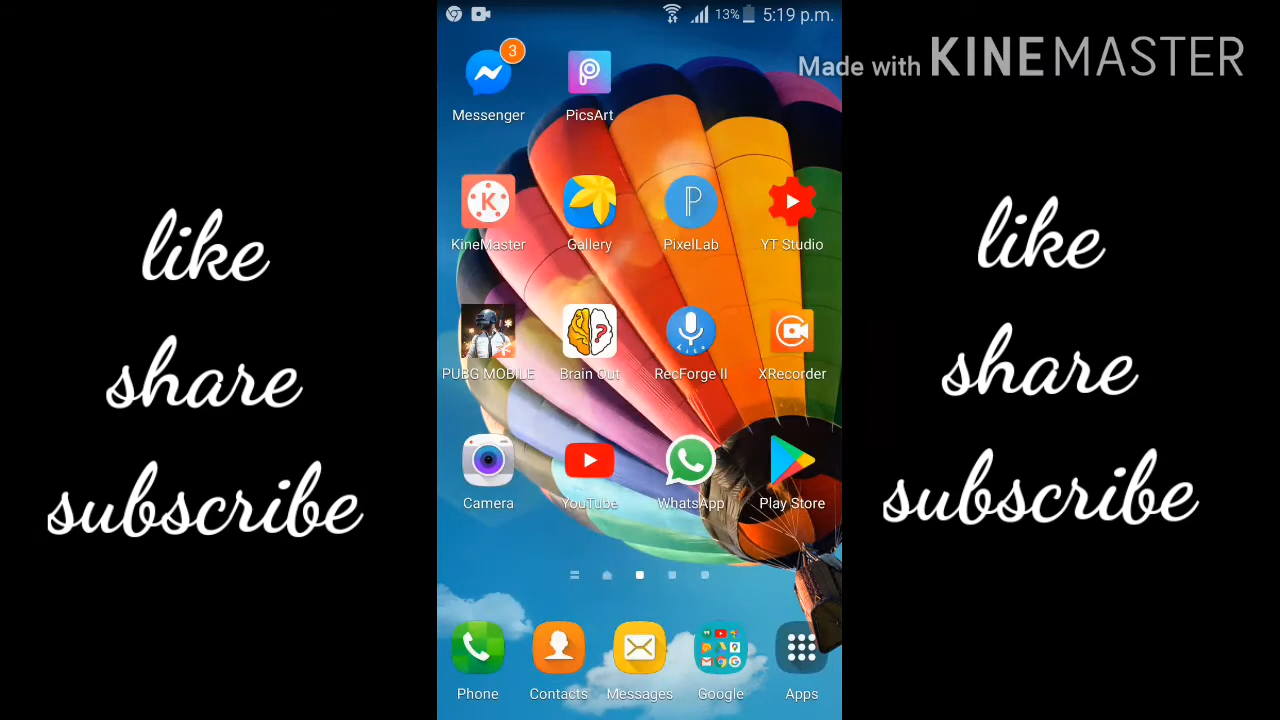 13% 5:19 p.m.
Made with KINEMASTER
3
Messenger PicsArt
KineMaster Gallery PixelLab YT Studio
PUBG MOBILE Brain Out RecForge II XRecorder
Camera YouTube WhatsApp Play Store
Phone Contacts Messages Google Apps
like
share
subscribe
like
share
subscribe